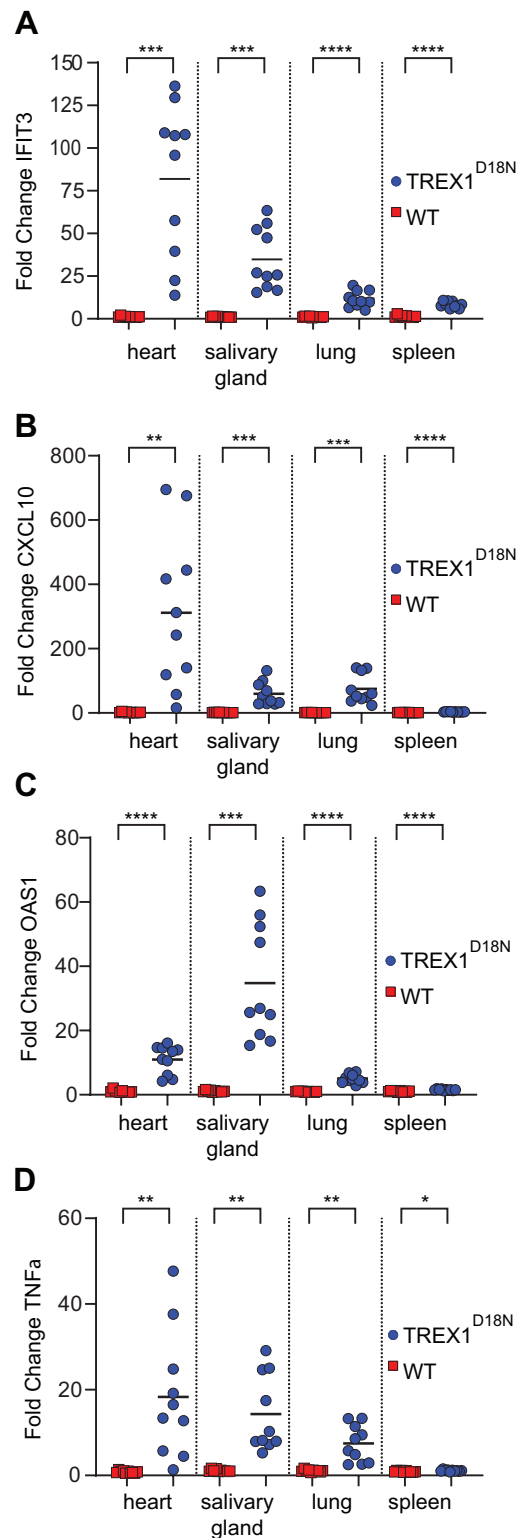 A
*** *** **** ****
150
125
100
75
50
25
0
Fold Change IFIT3
TREX1D18N
WT
heart salivary lung spleen
gland
B
** *** *** ****
800
600
400
200
0
Fold Change CXCL10
TREX1D18N
WT
heart salivary lung spleen
gland
C
**** *** **** ****
80
60
40
20
0
Fold Change OAS1
TREX1D18N
WT
heart salivary lung spleen
gland
D
** ** ** *
60
40
20
0
Fold Change TNFa
TREX1D18N
WT
heart salivary lung spleen
gland